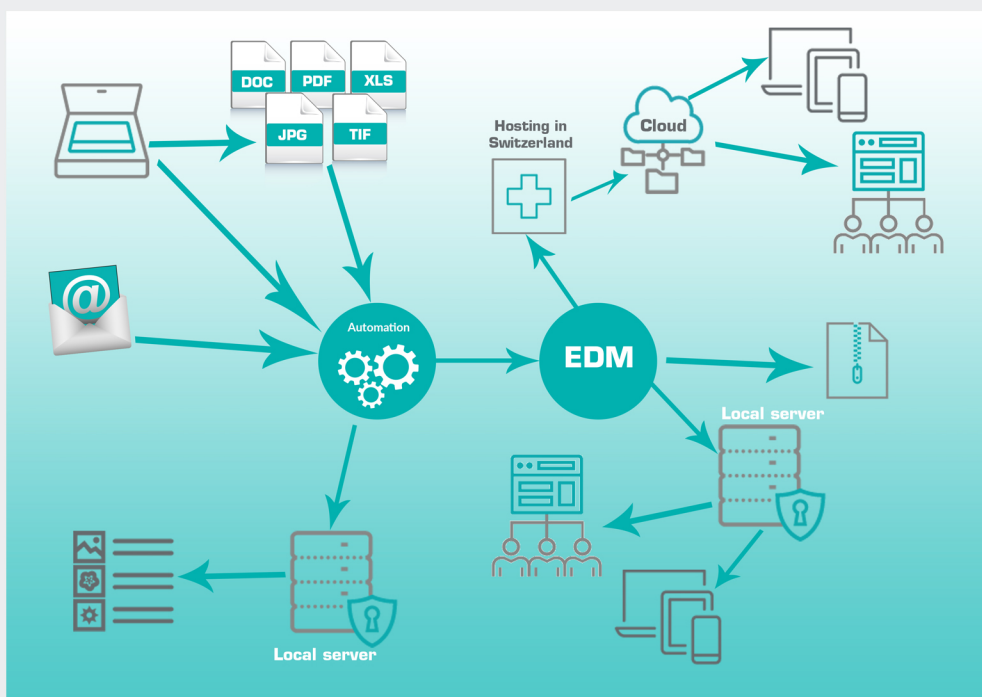 DOC
PDF
XLS
JPG
TIF
Hosting in
Switzerland
Cloud
@
Automation
EDM
Local server
Local server